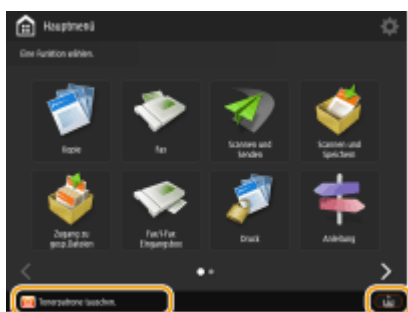 Hauptmenü
Eine Funktion wählen.
Kopie
Fax
Scannen und
Senden
Scannen und
Speichern
Zugang zu
gesp.Dateien
Fax/I-Fax
Eingangsbox
Druck
Anleitung
Tonerpatrone tauschen.